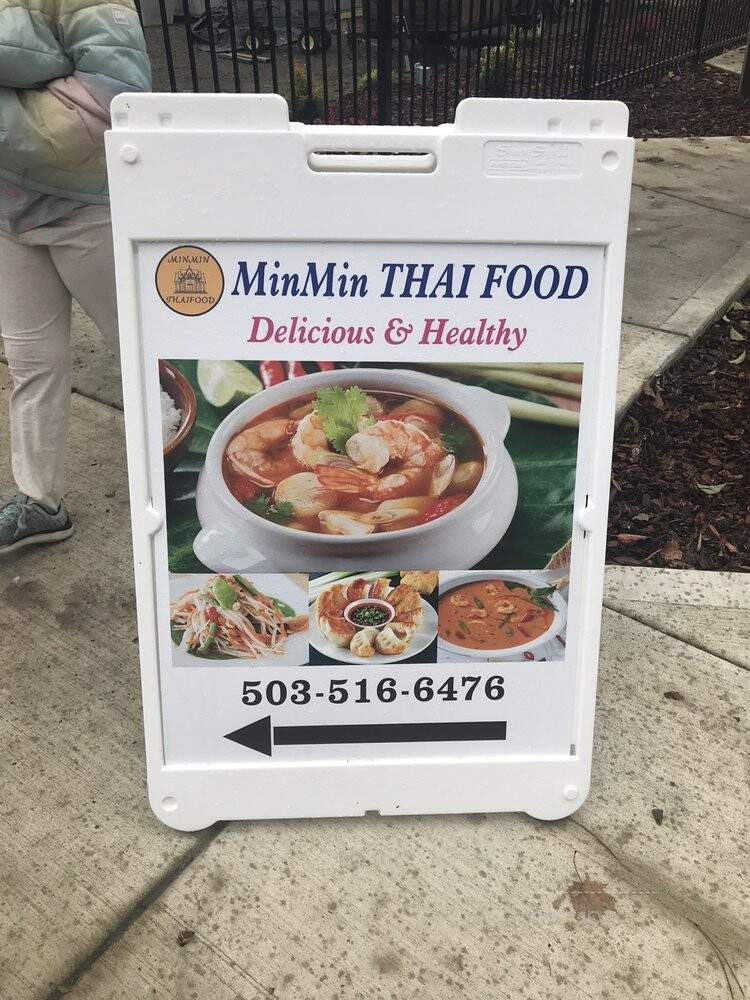 MINMIN
THAIFOOD
MinMin THAI FOOD
Delicious & Healthy
503-516-6476